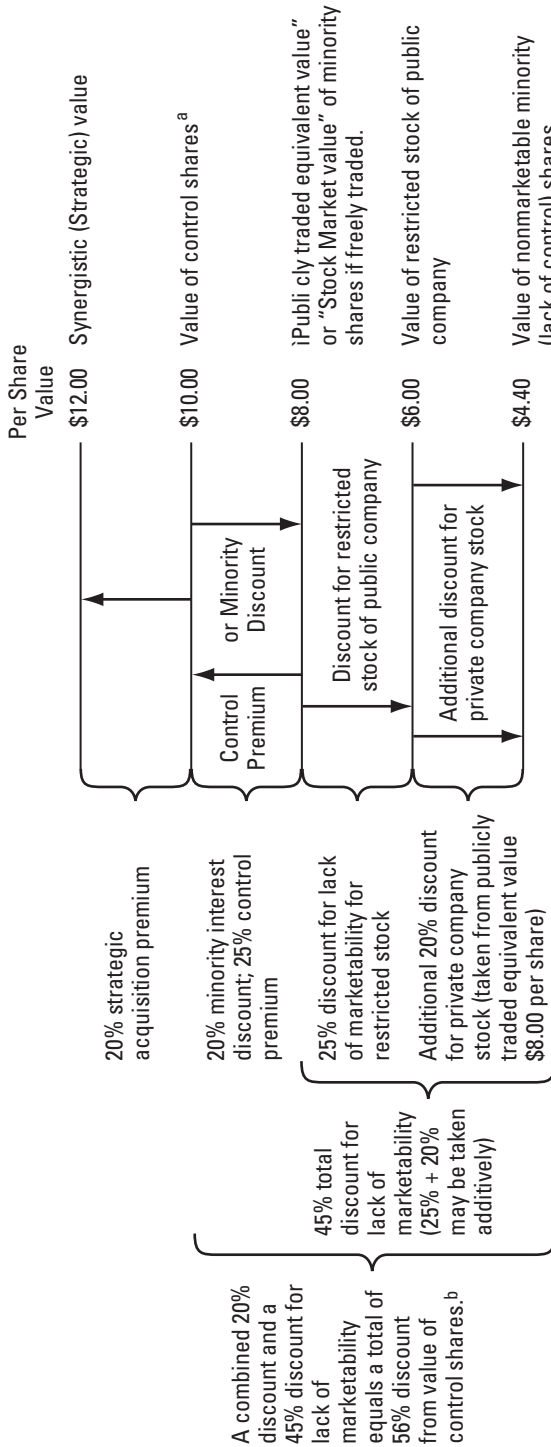 Per Share
Value
$12.00 Synergistic (Strategic) value
20% strategic
acquisition premium
$10.00 Value of control shares a
20% minority interest
discount; 25% control
premium
Control
Premium
or Minority
Discount
$8.00 ìPubli cly traded equivalent value”
or “Stock Market value” of minority
shares if freely traded.
25% discount for lack
of marketability for
restricted stock
Discount for restricted
stock of public company
$6.00 Value of restricted stock of public
company
Additional 20% discount
for private company
stock (taken from publicly
traded equivalent value
$8.00 per share)
Additional discount for
private company stock
$4.40 Value of nonmarketable minority
(lack of control) shares
45% total
discount for
lack of
marketability
(25% + 20%
may be taken
additively)
A combined 20%
discount and a
45% discount for
lack of
marketability
equals a total of
56% discount
from value of
control shares.b